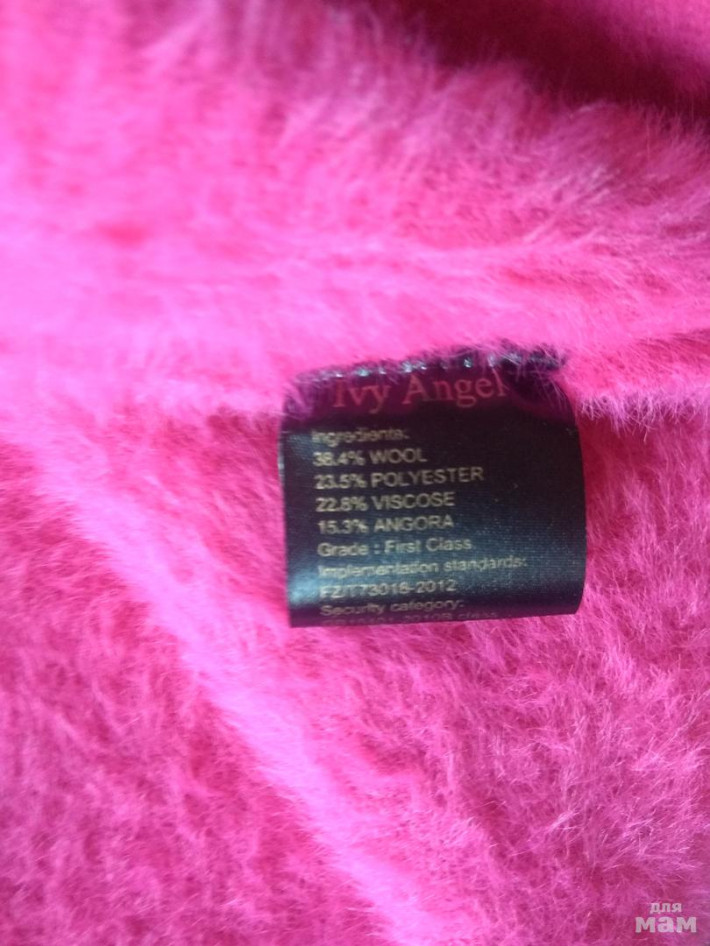 Ivy Angel
Ingredients:
38.4% WOOL
23.5% POLYESTER
22.8% VISCOSE
15.3% ANGORA
Grade : First Class
Implementation standards:
FZ/T73018-2012
Security category:
для
мам